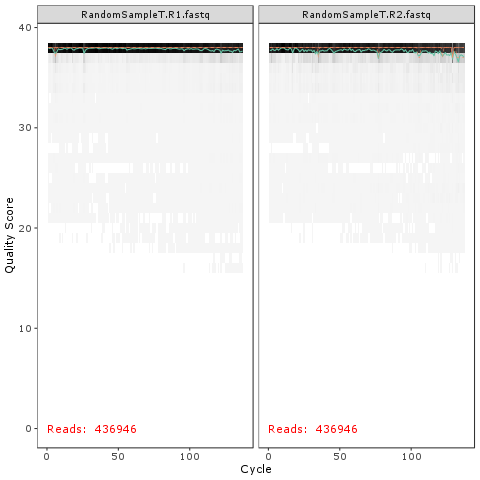 RandomSampleT.R1.fastq
RandomSampleT.R2.fastq
40
30
20
10
0
Quality Score
Reads: 436946
Reads: 436946
0 50 100
0 50 100
Cycle